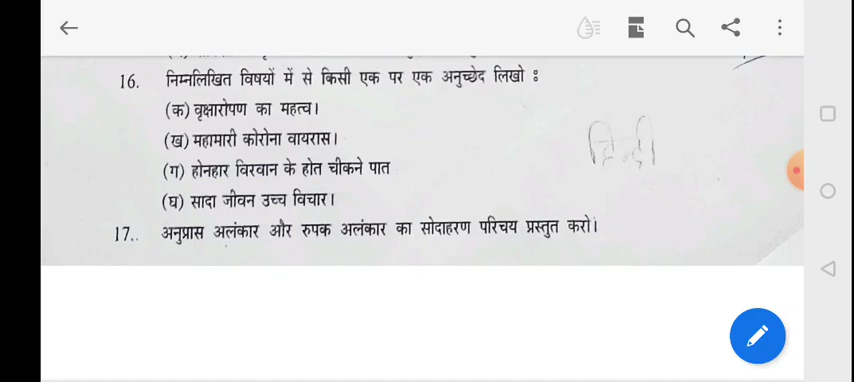 16. निम्नलिखित विषयों में से किसी एक पर एक अनुच्छेद लिखो :
(क) वृक्षारोपण का महत्व।
(ख) महामारी कोरोना वायरास।
(ग) होनहार विरवान के होत चीकने पात
(घ) सादा जीवन उच्च विचार।
हिन्दी
17.. अनुप्रास अलंकार और रुपक अलंकार का सोदाहरण परिचय प्रस्तुत करो।